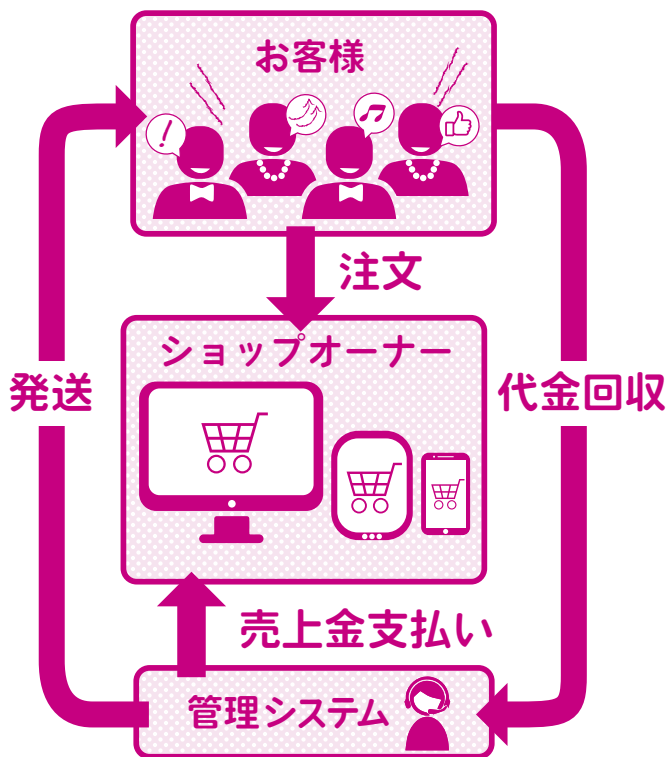 お客様
注文
ショップオーナー
発送
代金回収
売上金支払い
管理システム